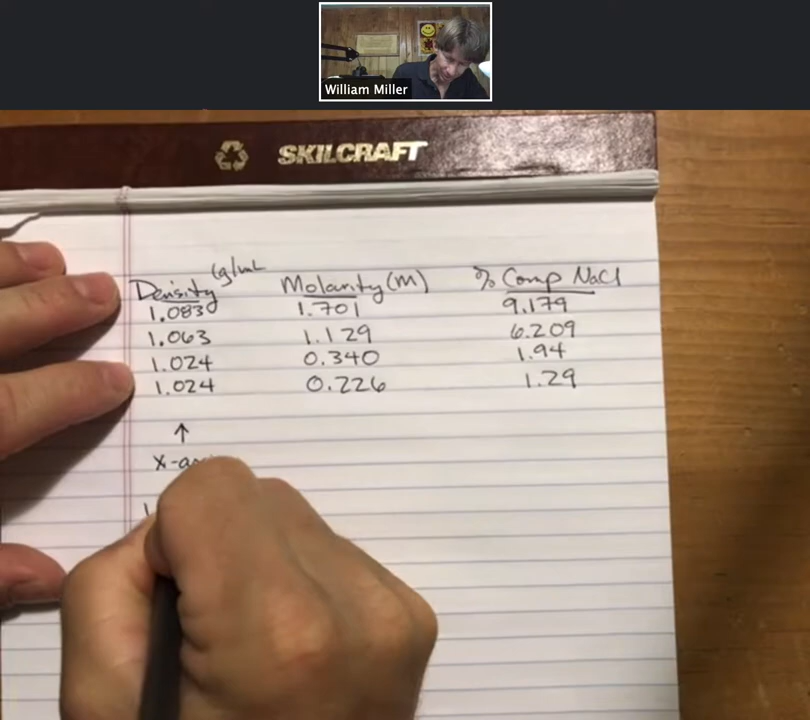 William Miller
SKILCRAFT
Density (g/mL Molarity (M) % Comp NaCl
1.083 1.701 9.179
1.063 1.129 6.209
1.024 0.340 1.94
1.024 0.226 1.29
↑